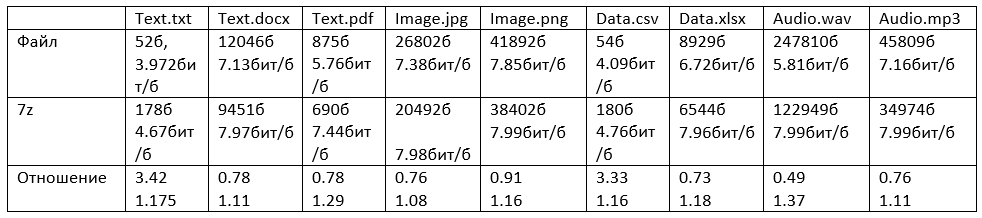 Text.txt Text.docx Text.pdf Image.jpg Image.png Data.csv Data.xlsx Audio.wav Audio.mp3
Файл 52б, 12046б 875б 26802б 41892б 54б 8929б 247810б 45809б
3.972би 7.13бит/б 5.76бит 7.38бит/б 7.85бит/б 4.09бит 6.72бит/б 5.81бит/б 7.16бит/б
т/б /б /б
7z 178б 9451б 690б 20492б 38402б 180б 6544б 122949б 34974б
4.67бит 7.97бит/б 7.44бит 7.99бит/б 4.76бит 7.96бит/б 7.99бит/б 7.99бит/б
/б /б 7.98бит/б /б
Отношение 3.42 0.78 0.78 0.76 0.91 3.33 0.73 0.49 0.76
1.175 1.11 1.29 1.08 1.16 1.16 1.18 1.37 1.11